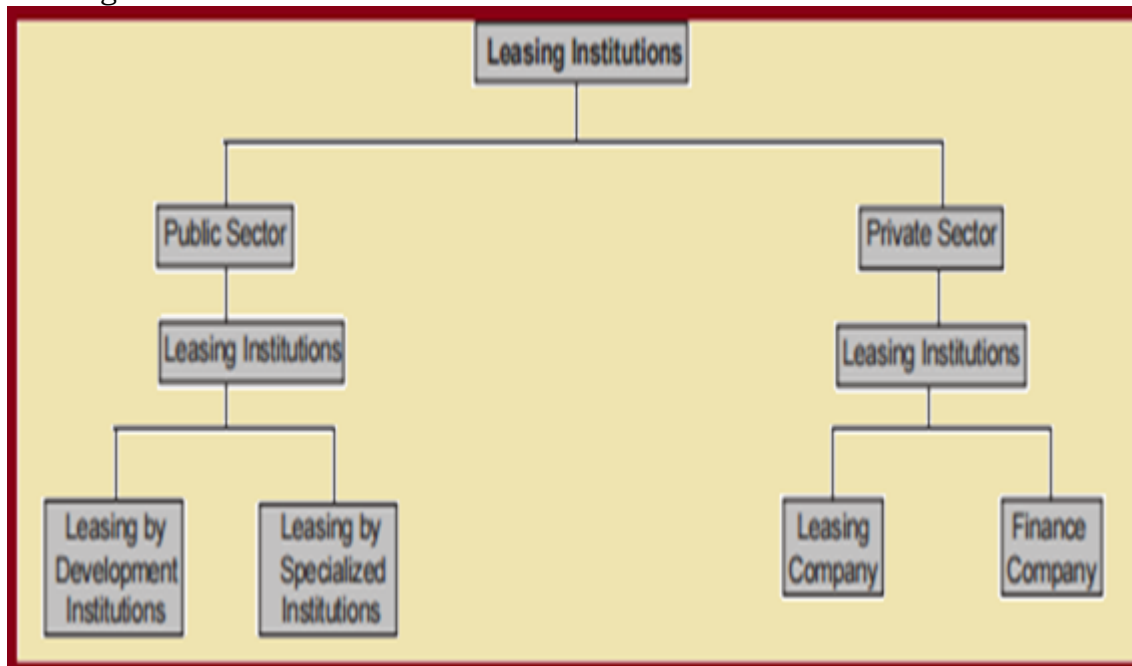 Leasing Institutions
Public Sector
Private Sector
Leasing Institutions
Leasing Institutions
Leasing by
Development
Institutions
Leasing by
Specialized
Institutions
Leasing
Company
Finance
Company